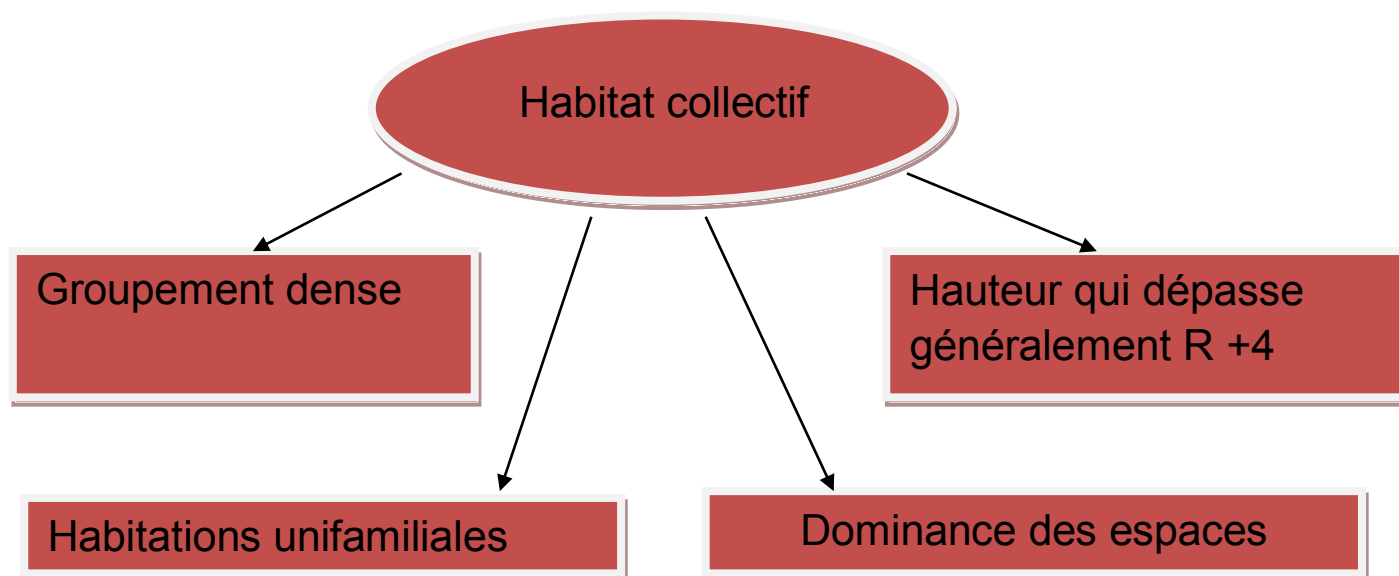 Habitat collectif
Groupement dense
Hauteur qui dépasse
généralement R +4
Habitations unifamiliales
Dominance des espaces